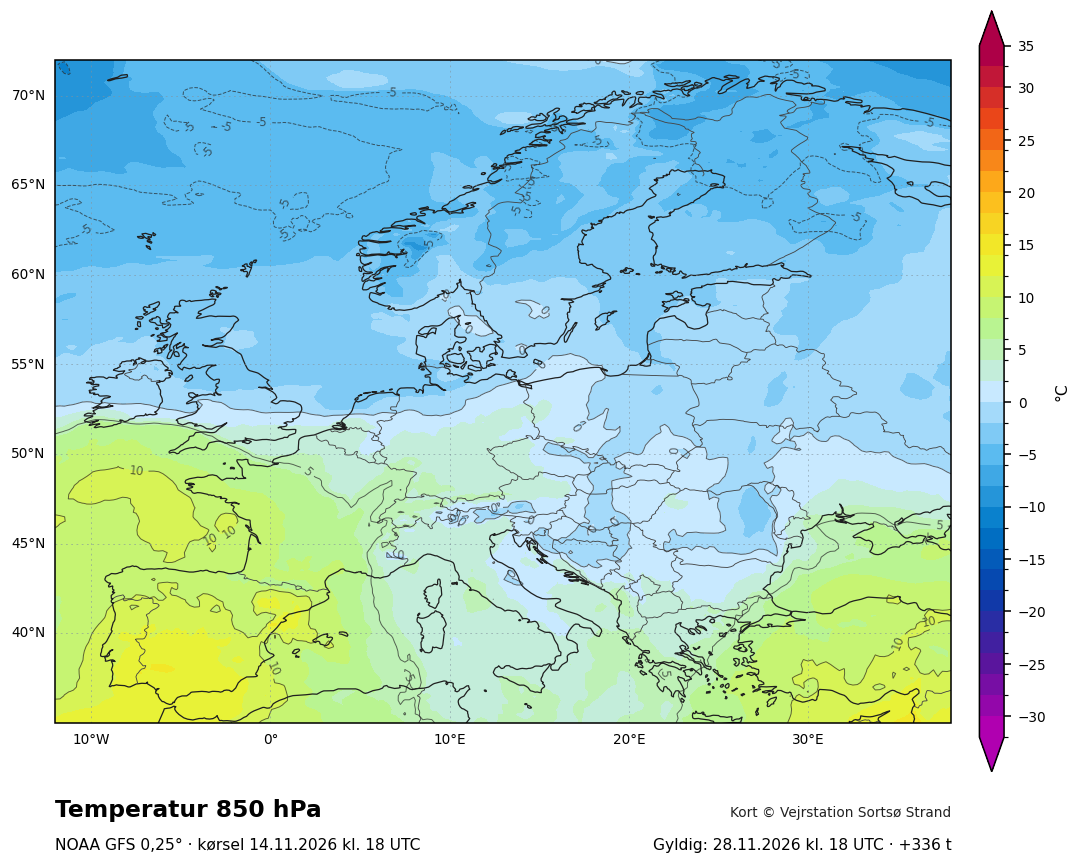 35
30
25
20
15
10
5
0
−5
−10
−15
−20
−25
−30
°C
70°N
65°N
60°N
55°N
50°N
45°N
40°N
10°W
0°
10°E
20°E
30°E
Temperatur 850 hPa
Kort © Vejrstation Sortsø Strand
NOAA GFS 0,25° · kørsel 14.11.2026 kl. 18 UTC
Gyldig: 28.11.2026 kl. 18 UTC · +336 t